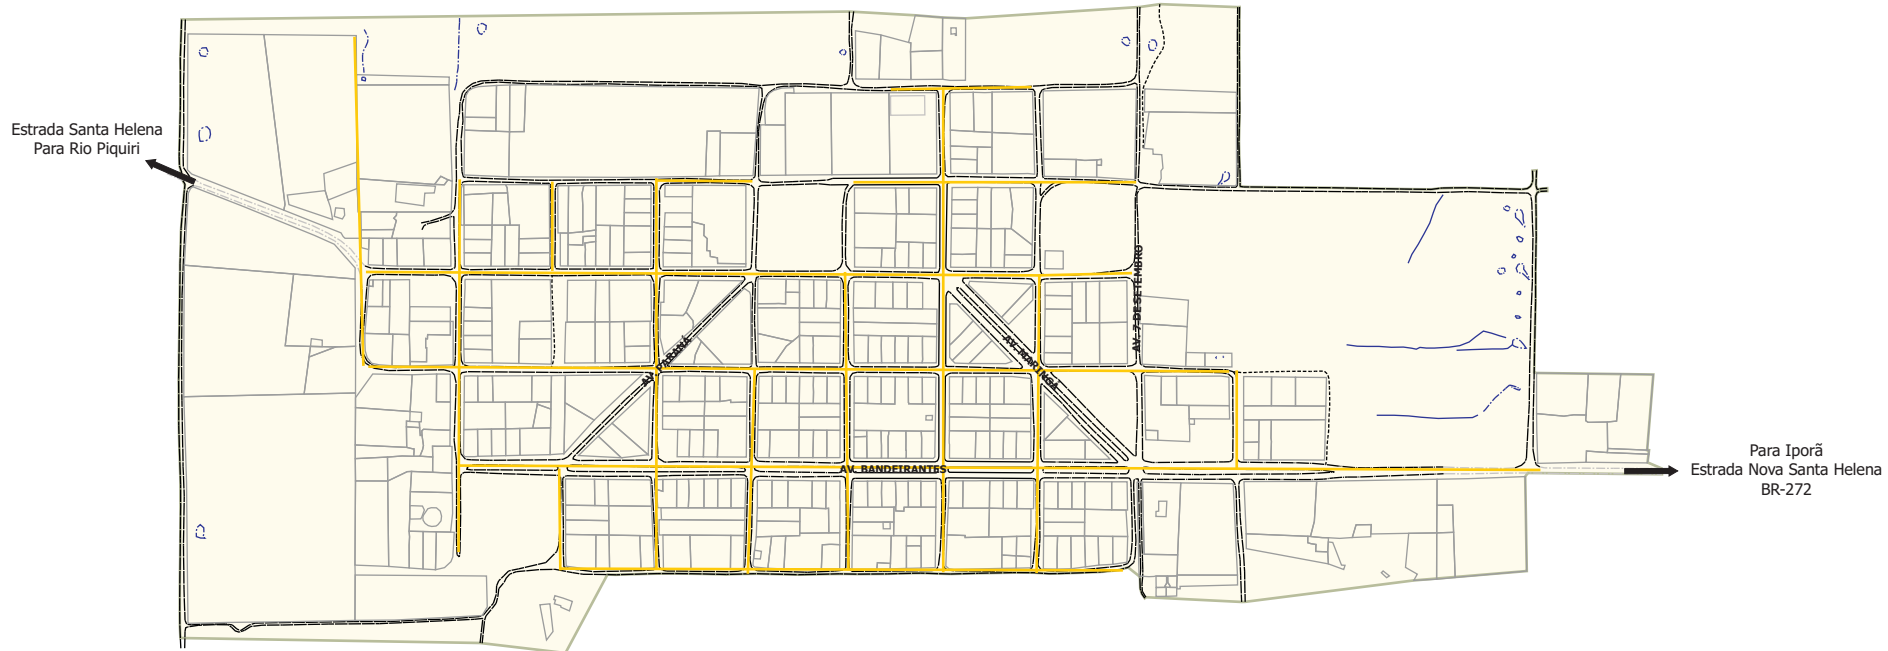 Estrada Santa Helena
Para Rio Piquiri
AV. 7 DE SETEMBRO
AV. PARANÁ
AV. MARINGÁ
AV. BANDEIRANTES
Para Iporã
Estrada Nova Santa Helena
BR-272